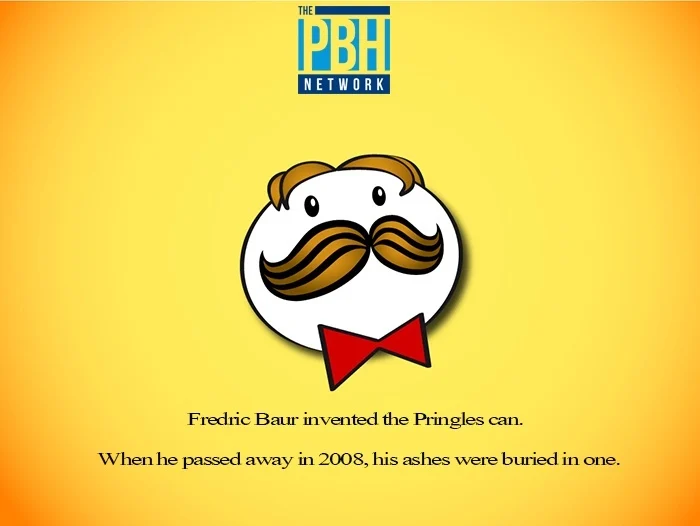 THE
PBH
NETWORK
Fredric Baur invented the Pringles can.
When he passed away in 2008, his ashes were buried in one.